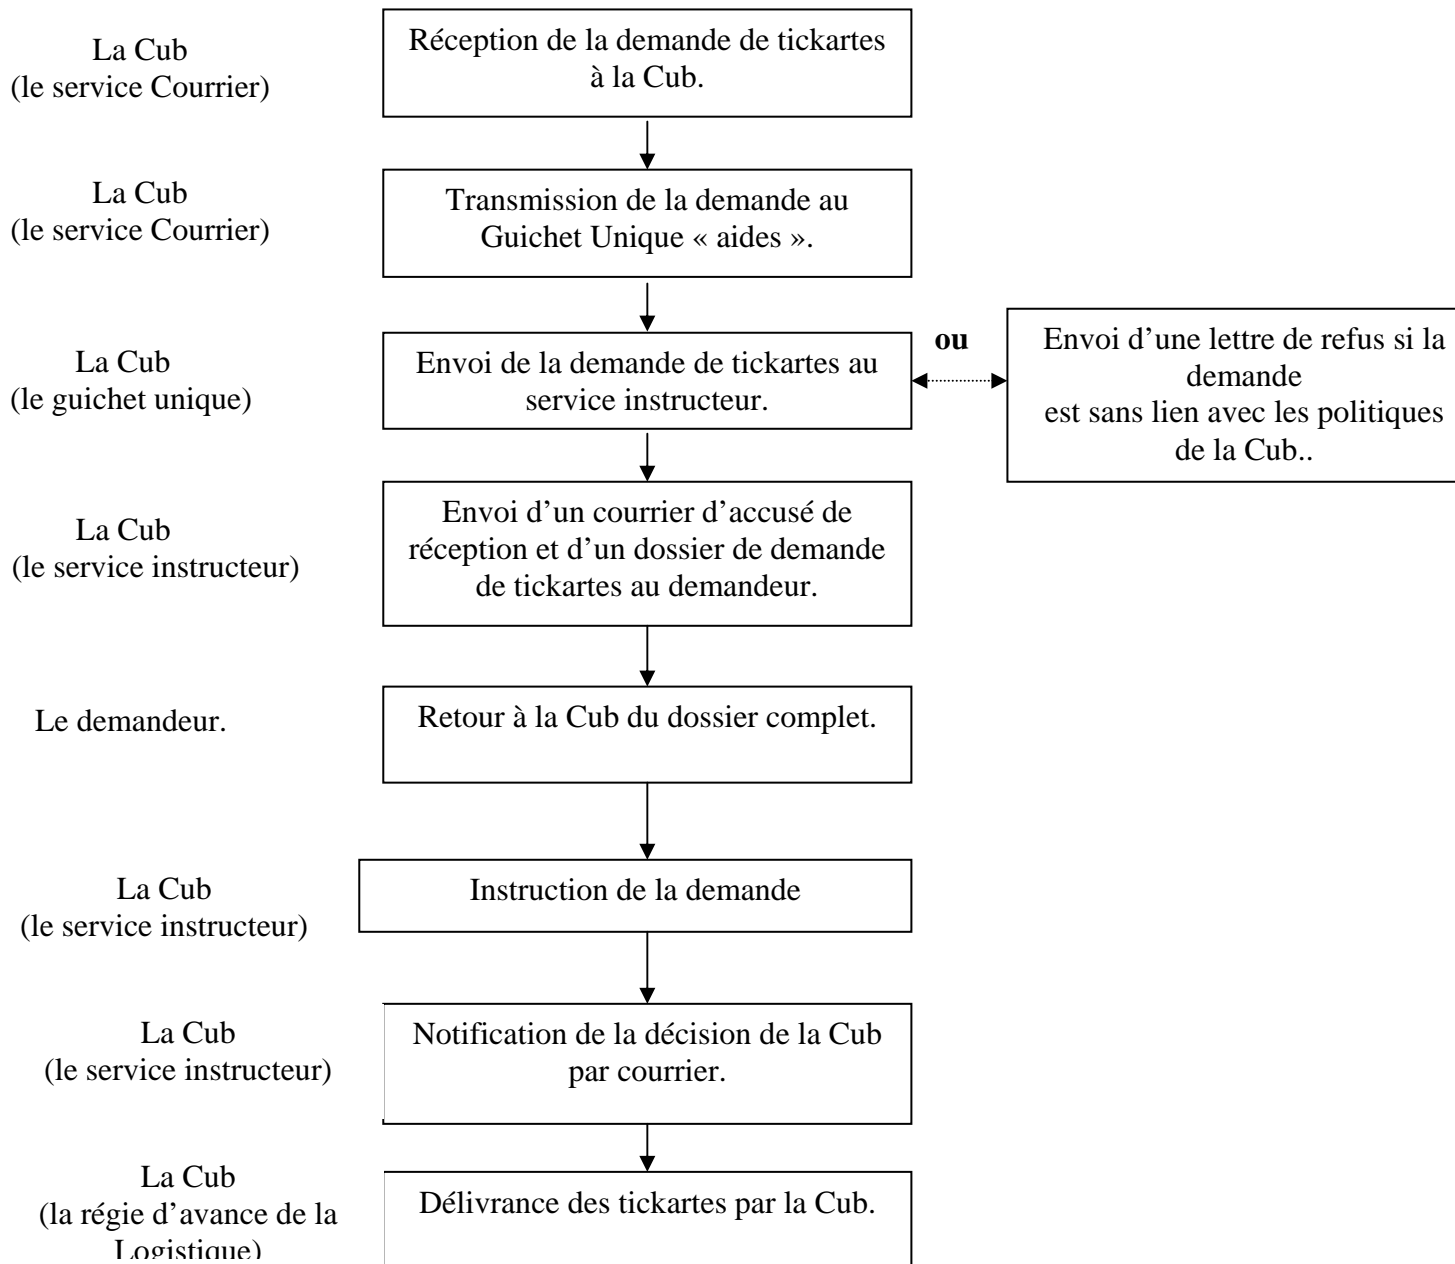 La Cub
(le service Courrier)
Réception de la demande de tickartes
à la Cub.
La Cub
(le service Courrier)
Transmission de la demande au
Guichet Unique « aides ».
La Cub
(le guichet unique)
Envoi de la demande de tickartes au
service instructeur.
ou
Envoi d’une lettre de refus si la
demande
est sans lien avec les politiques
de la Cub..
La Cub
(le service instructeur)
Envoi d’un courrier d’accusé de
réception et d’un dossier de demande
de tickartes au demandeur.
Le demandeur.
Retour à la Cub du dossier complet.
La Cub
(le service instructeur)
Instruction de la demande
La Cub
(le service instructeur)
Notification de la décision de la Cub
par courrier.
La Cub
(la régie d’avance de la
Logistique)
Délivrance des tickartes par la Cub.